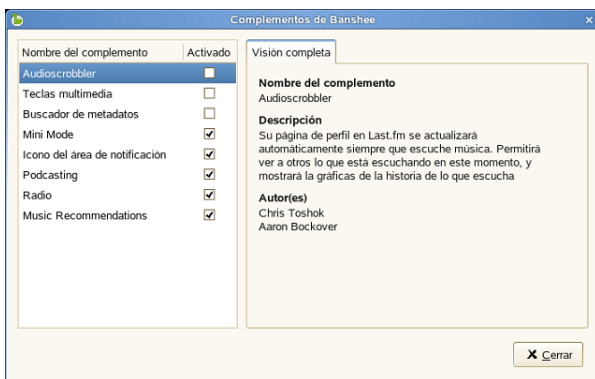 Complementos de Banshee
Nombre del complemento Activado
Audioscrobbler
Teclas multimedia
Buscador de metadatos
Mini Mode
Icono del área de notificación
Podcasting
Radio
Music Recommendations
Visión completa
Nombre del complemento
Audioscrobbler
Descripción
Su página de perfil en Last.fm se actualizará
automáticamente siempre que escuche música. Permitirá
ver a otros lo que está escuchando en este momento, y
mostrará la gráficas de la historia de lo que escucha
Autor(es)
Chris Toshok
Aaron Bockover
Cerrar